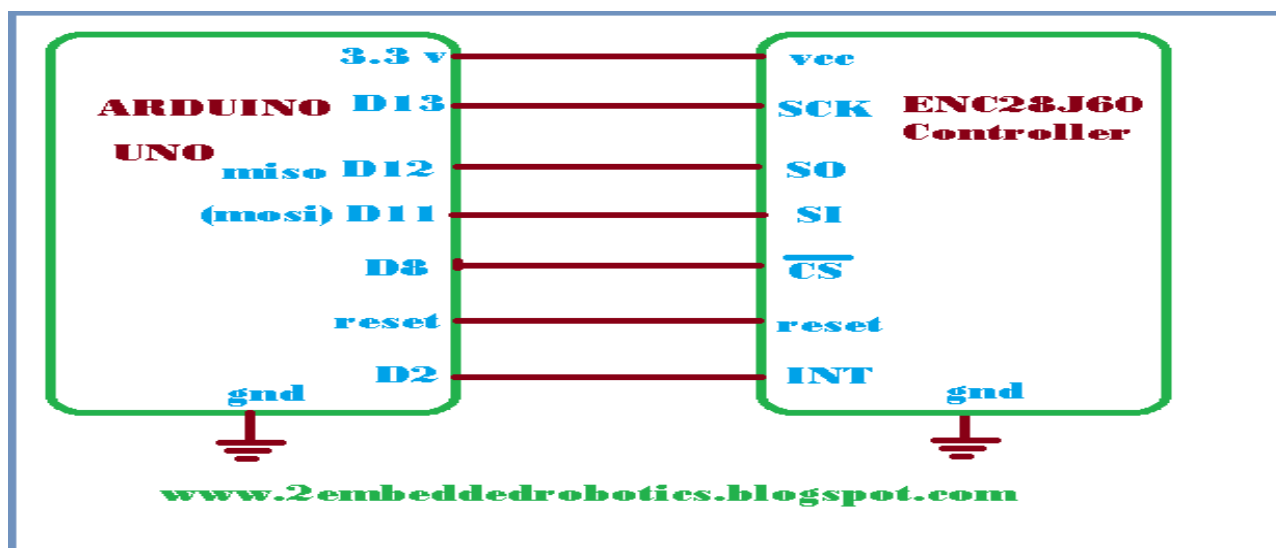 3.3 v vcc
ARDUINO D13 SCK ENC28J60
UNO Controller
miso D12 SO
(mosi) D11 SI
D8 CS
reset reset
D2 INT
gnd gnd
www.2embeddedrobotics.blogspot.com